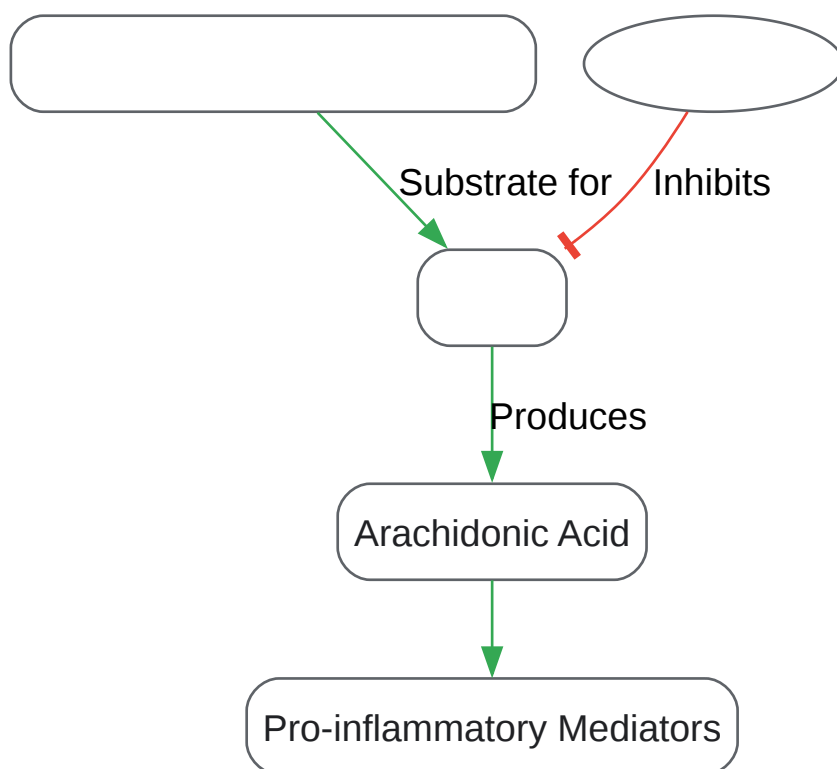 Substrate for
Inhibits
Produces
Arachidonic Acid
Pro-inflammatory Mediators